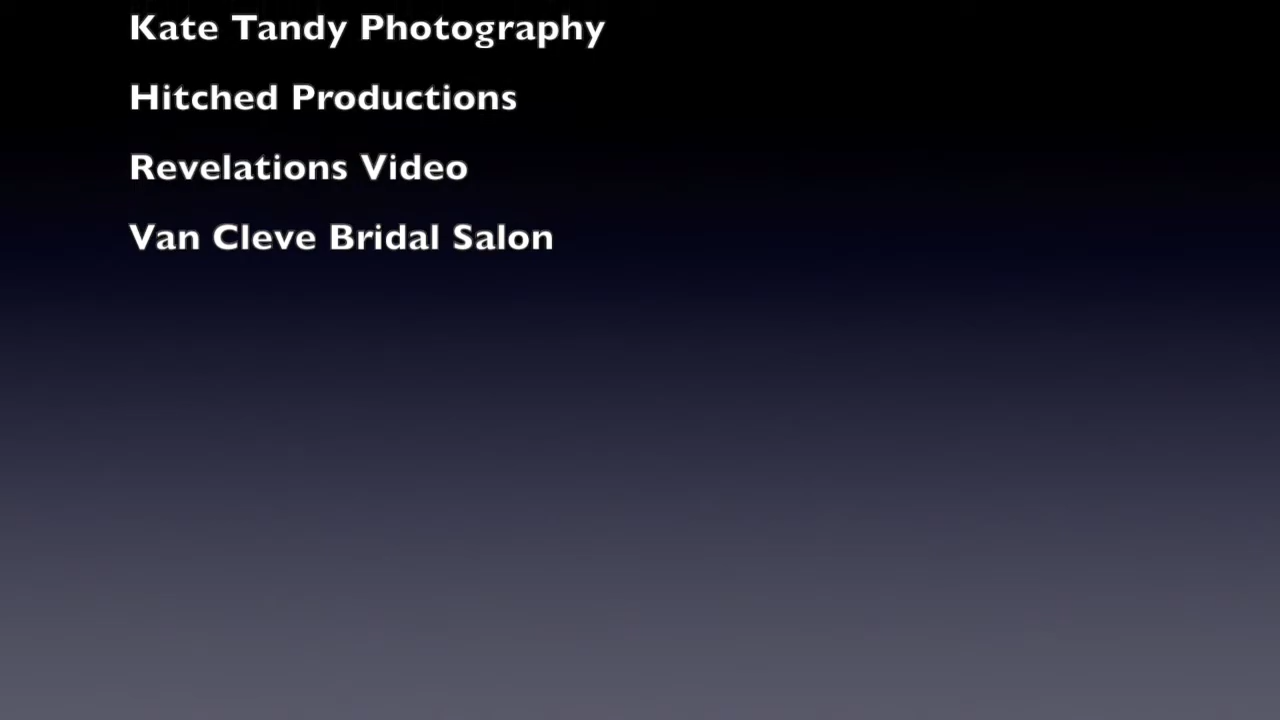 Kate Tandy Photography
Hitched Productions
Revelations Video
Van Cleve Bridal Salon